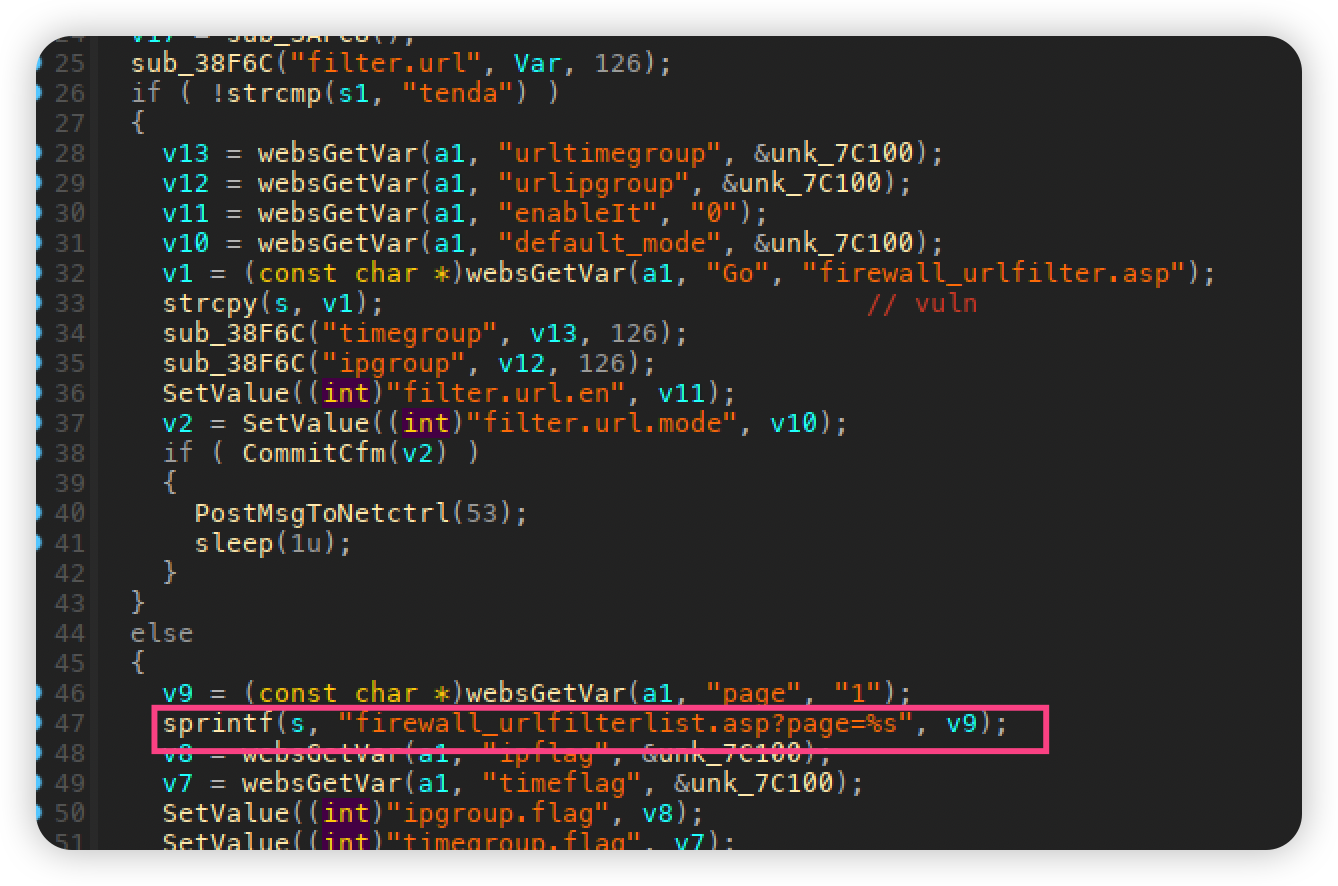 25 sub_38F6C("filter.url", Var, 126);
26 if ( !strcmp(s1, "tenda") )
27 {
28 v13 = websGetVar(a1, "urltimegroup", &unk_7C100);
29 v12 = websGetVar(a1, "urlipgroup", &unk_7C100);
30 v11 = websGetVar(a1, "enableIt", "0");
31 v10 = websGetVar(a1, "default_mode", &unk_7C100);
32 v1 = (const char *)websGetVar(a1, "Go", "firewall_urlfilter.asp");
33 strcpy(s, v1); // vuln
34 sub_38F6C("timegroup", v13, 126);
35 sub_38F6C("ipgroup", v12, 126);
36 SetValue((int)"filter.url.en", v11);
37 v2 = SetValue((int)"filter.url.mode", v10);
38 if ( CommitCfm(v2) )
39 {
40 PostMsgToNetctrl(53);
41 sleep(1u);
42 }
43 }
44 else
45 {
46 v9 = (const char *)websGetVar(a1, "page", "1");
47 sprintf(s, "firewall_urlfilterlist.asp?page=%s", v9);
48 v8 = websGetVar(a1, "ipflag", &unk_7C100);
49 v7 = websGetVar(a1, "timeflag", &unk_7C100);
50 SetValue((int)"ipgroup.flag", v8);
51 SetValue((int)"timegroup.flag", v7);